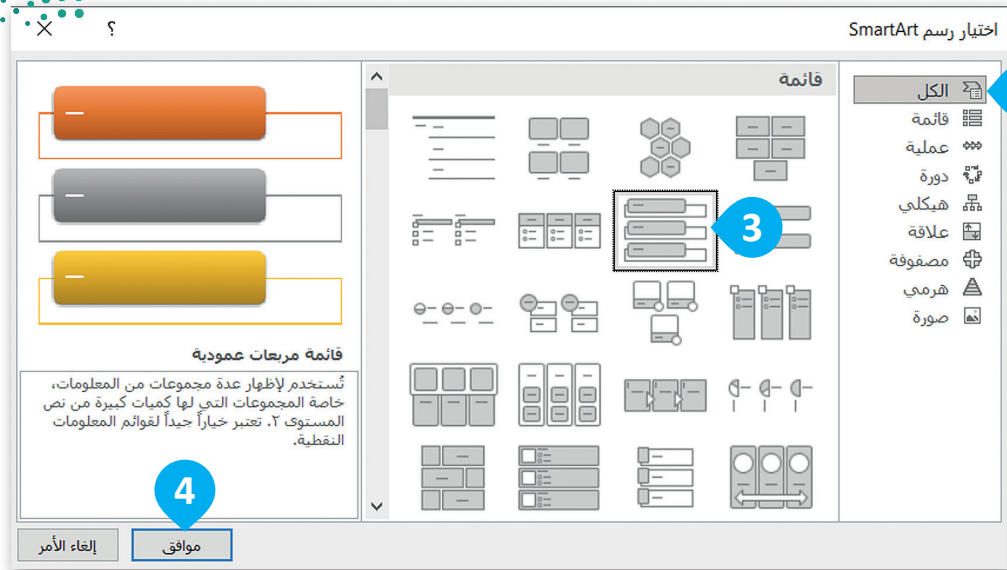 اختيار رسم SmartArt
؟
الكل
قائمة
عملية
دورة
هيكلي
علاقة
مصفوفة
هرمي
صورة
قائمة
3
قائمة مربعات عمودية
تُستخدم لإظهار عدة مجموعات من المعلومات،
خاصة المجموعات التي لها كميات كبيرة من نص
المستوى ٢. تعتبر خياراً جيداً لقوائم المعلومات
النقطية.
4
موافق
إلغاء الأمر